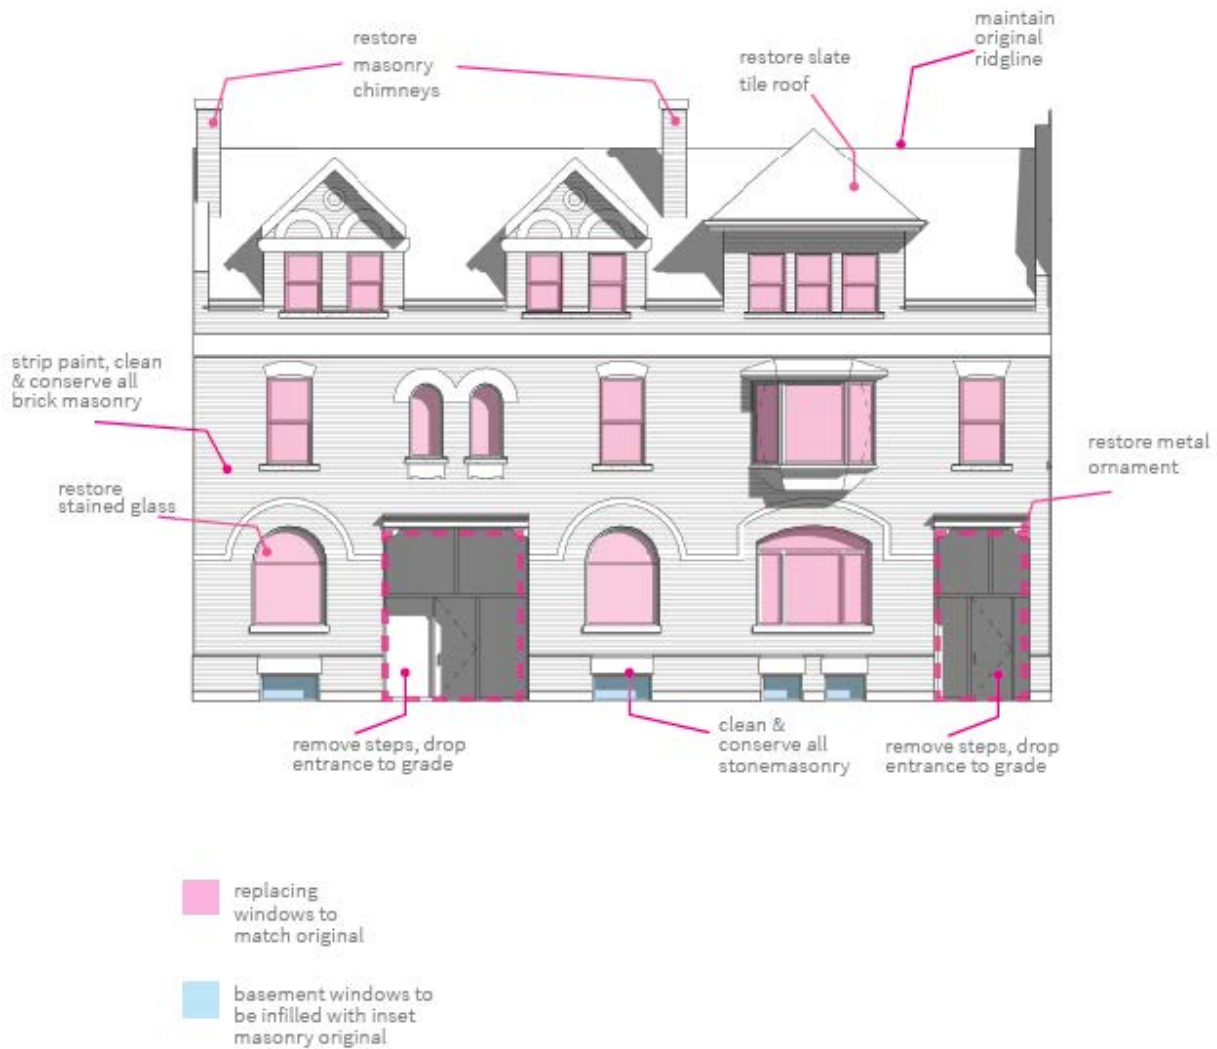 restore
masonry
chimneys
restore slate
tile roof
maintain
original
ridgline
strip paint, clean
& conserve all
brick masonry
restore
stained glass
restore metal
ornament
remove steps, drop
entrance to grade
clean &
conserve all
stonemasonry
remove steps, drop
entrance to grade
replacing
windows to
match original
basement windows to
be infilled with inset
masonry original